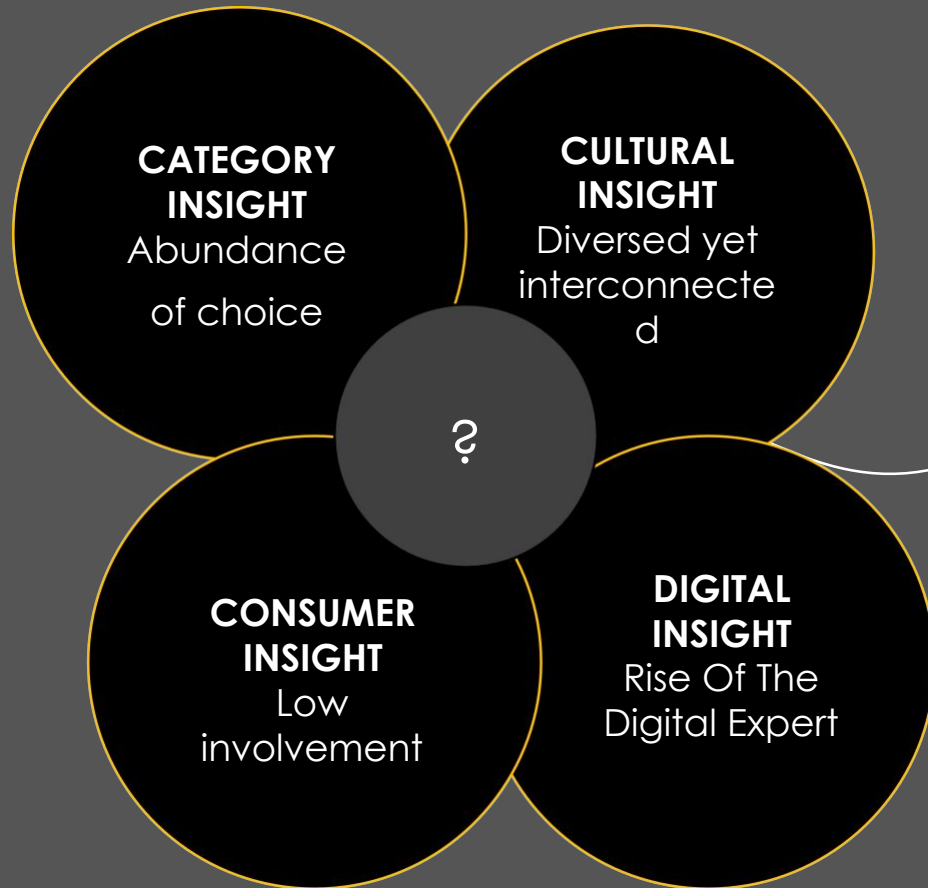 CATEGORY
INSIGHT
Abundance
of choice
CULTURAL
INSIGHT
Diversed yet
interconnecte
d
?
CONSUMER
INSIGHT
Low
involvement
DIGITAL
INSIGHT
Rise Of The
Digital Expert